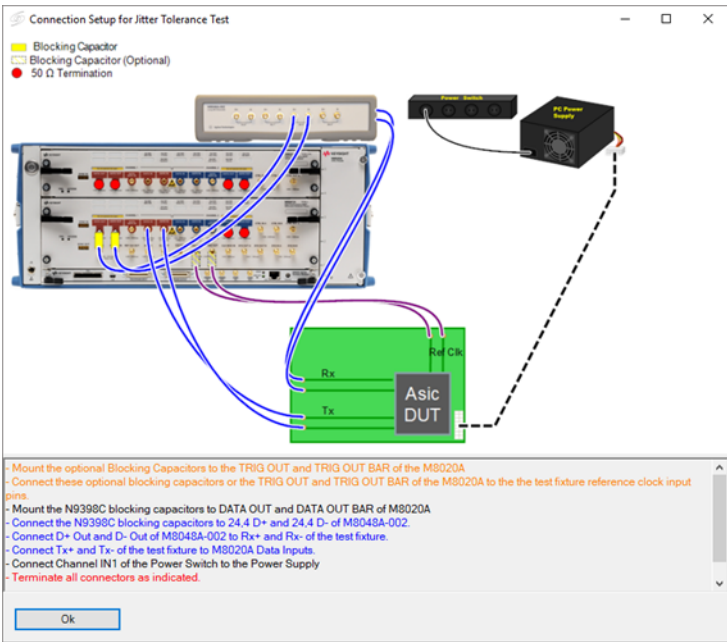 Connection Setup for Jitter Tolerance Test
Blocking Capacitor
Blocking Capacitor (Optional)
50 Ω Termination
Power Switch
PC Power
Supply
Ref Clk
Rx
Asic
DUT
Tx
- Mount the optional Blocking Capacitors to the TRIG OUT and TRIG OUT BAR of the M8020A
- Connect these optional blocking capacitors or the TRIG OUT and TRIG OUT BAR of the M8020A to the the test fixture reference clock input
pins.
- Mount the N9398C blocking capacitors to DATA OUT and DATA OUT BAR of M8020A
- Connect the N9398C blocking capacitors to 24,4 D+ and 24,4 D- of M8048A-002.
- Connect D+ Out and D- Out of M8048A-002 to Rx+ and Rx- of the test fixture.
- Connect Tx+ and Tx- of the test fixture to M8020A Data Inputs.
- Connect Channel IN1 of the Power Switch to the Power Supply
- Terminate all connectors as indicated.
Ok